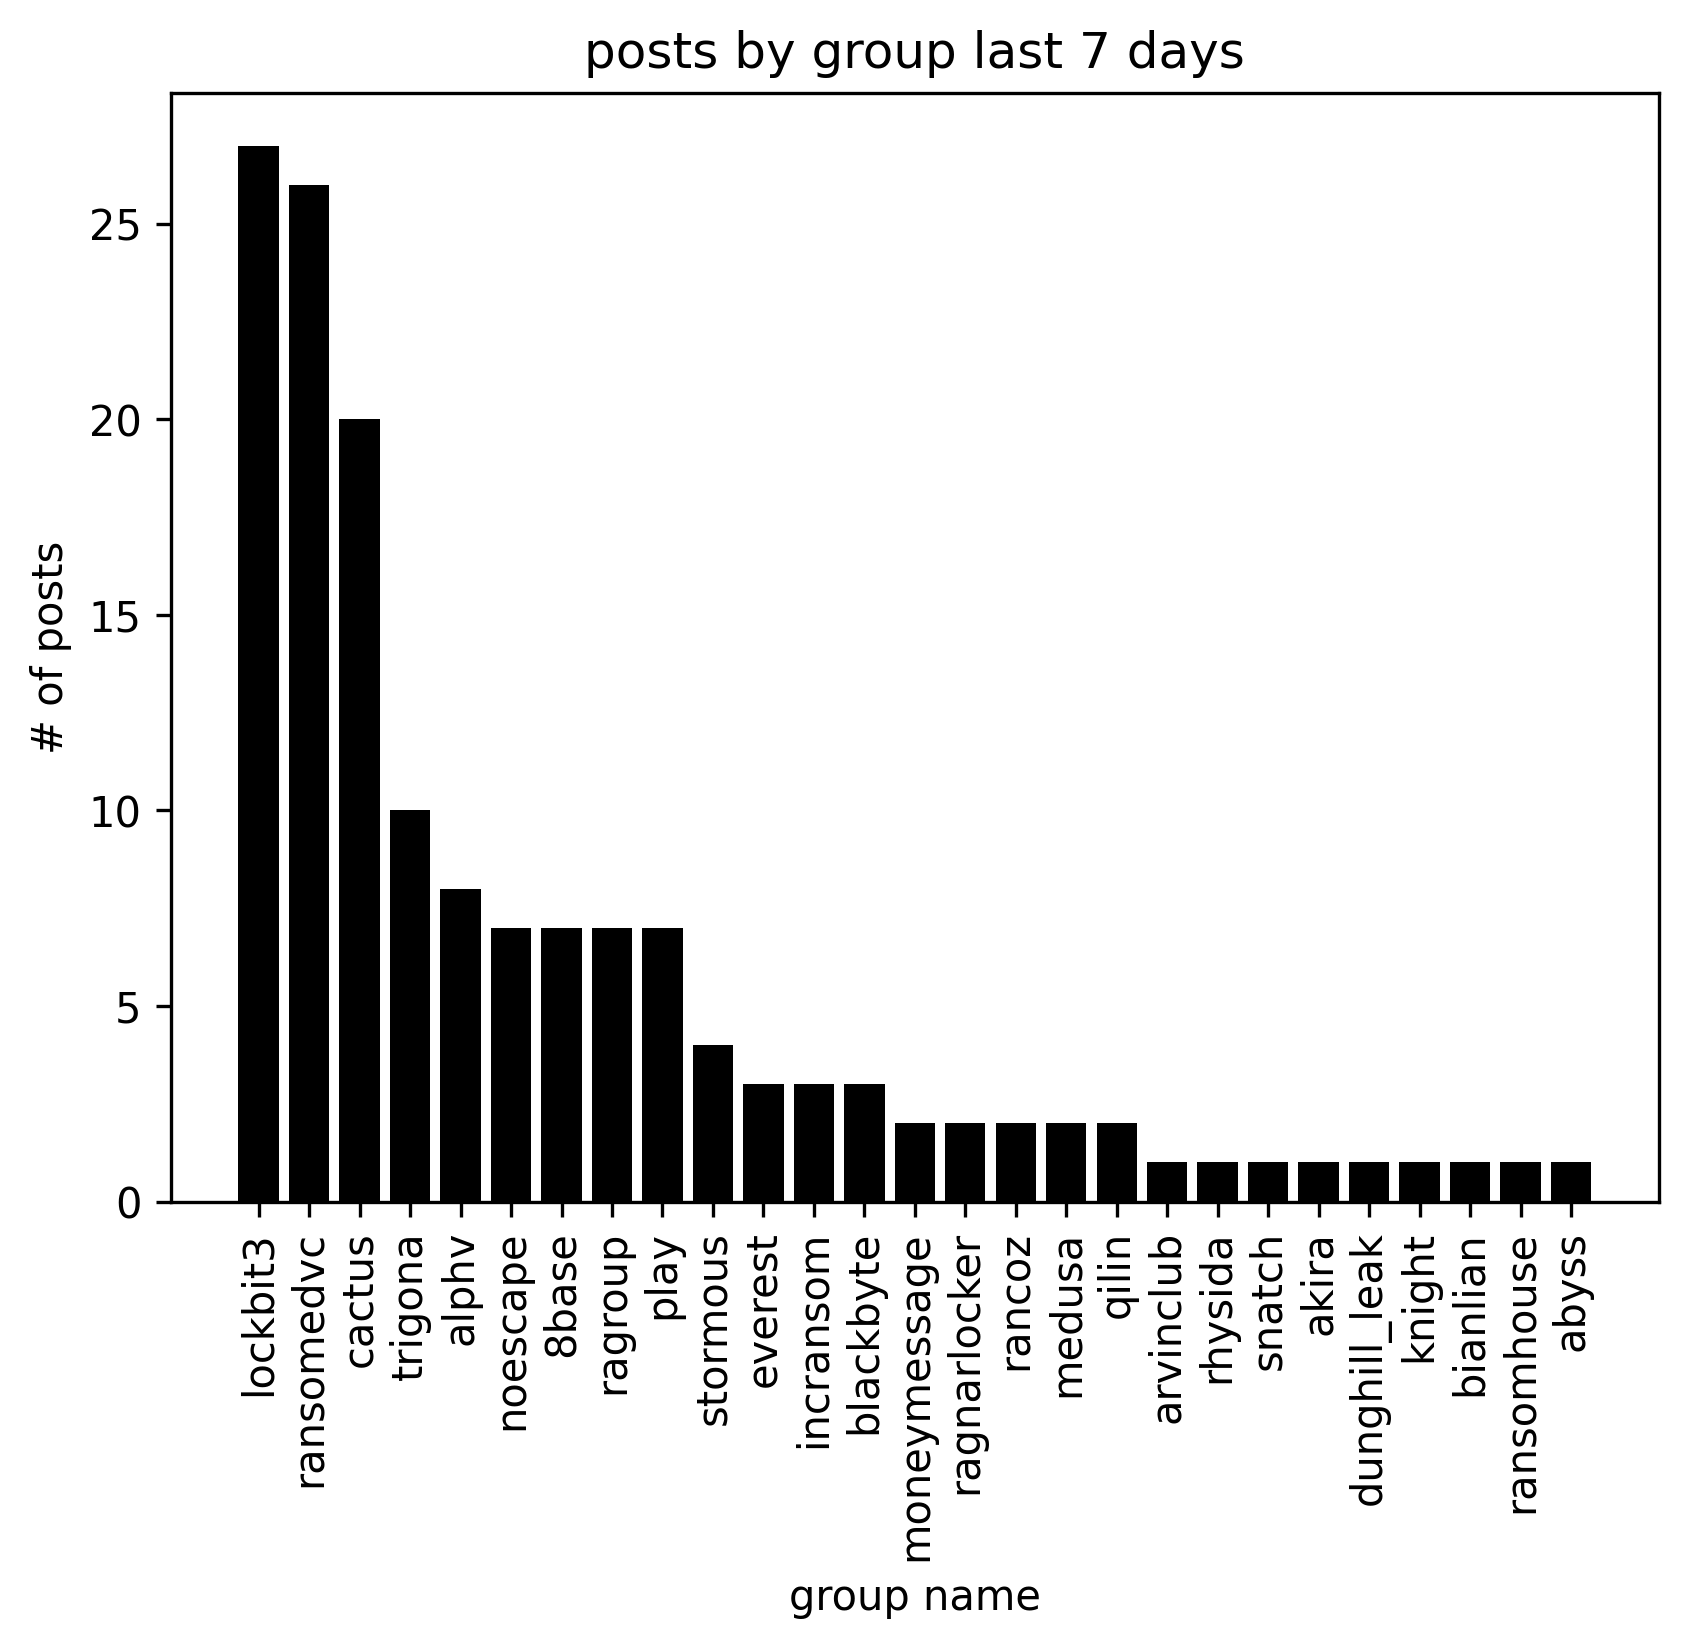 posts by group last 7 days
# of posts
25
20
15
10
5
0
lockbit3
ransomedvc
cactus
trigona
alphv
noescape
8base
ragroup
play
stormous
everest
incransom
blackbyte
moneymessage
ragnarlocker
rancoz
medusa
qilin
arvinclub
rhysida
snatch
akira
dunghill_leak
knight
bianlian
ransomhouse
abyss
group name